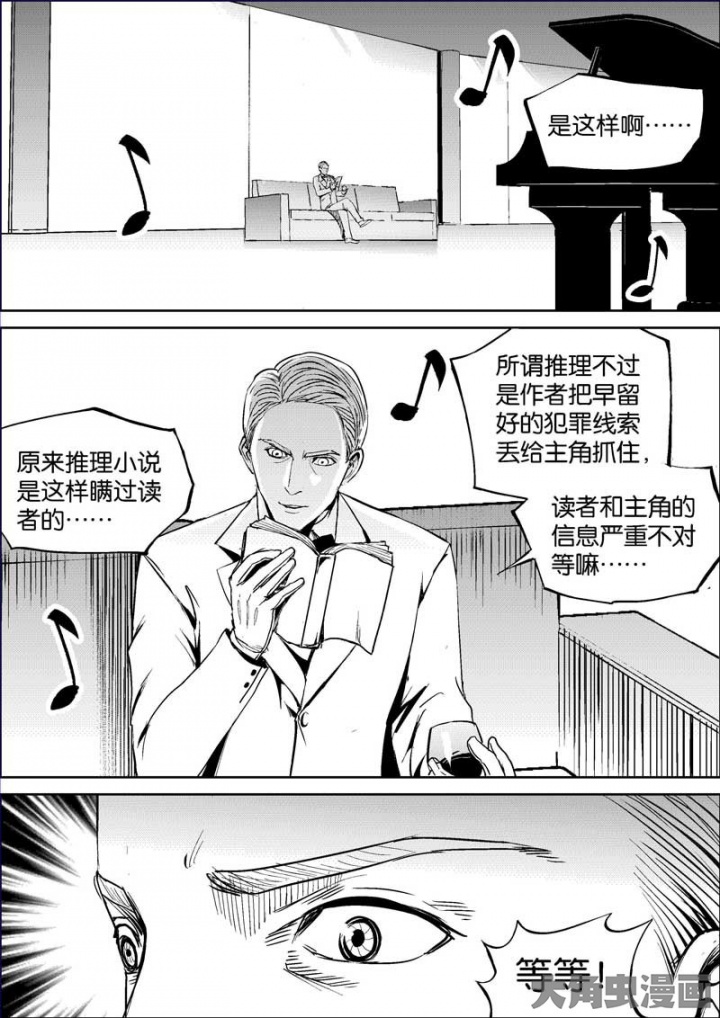 是这样啊……
原来推理小说
是这样瞒过读
者的……
所谓推理不过
是作者把早留
好的犯罪线索
丢给主角抓住，
读者和主角的
信息严重不对
等嘛……
等等！
大角虫漫画